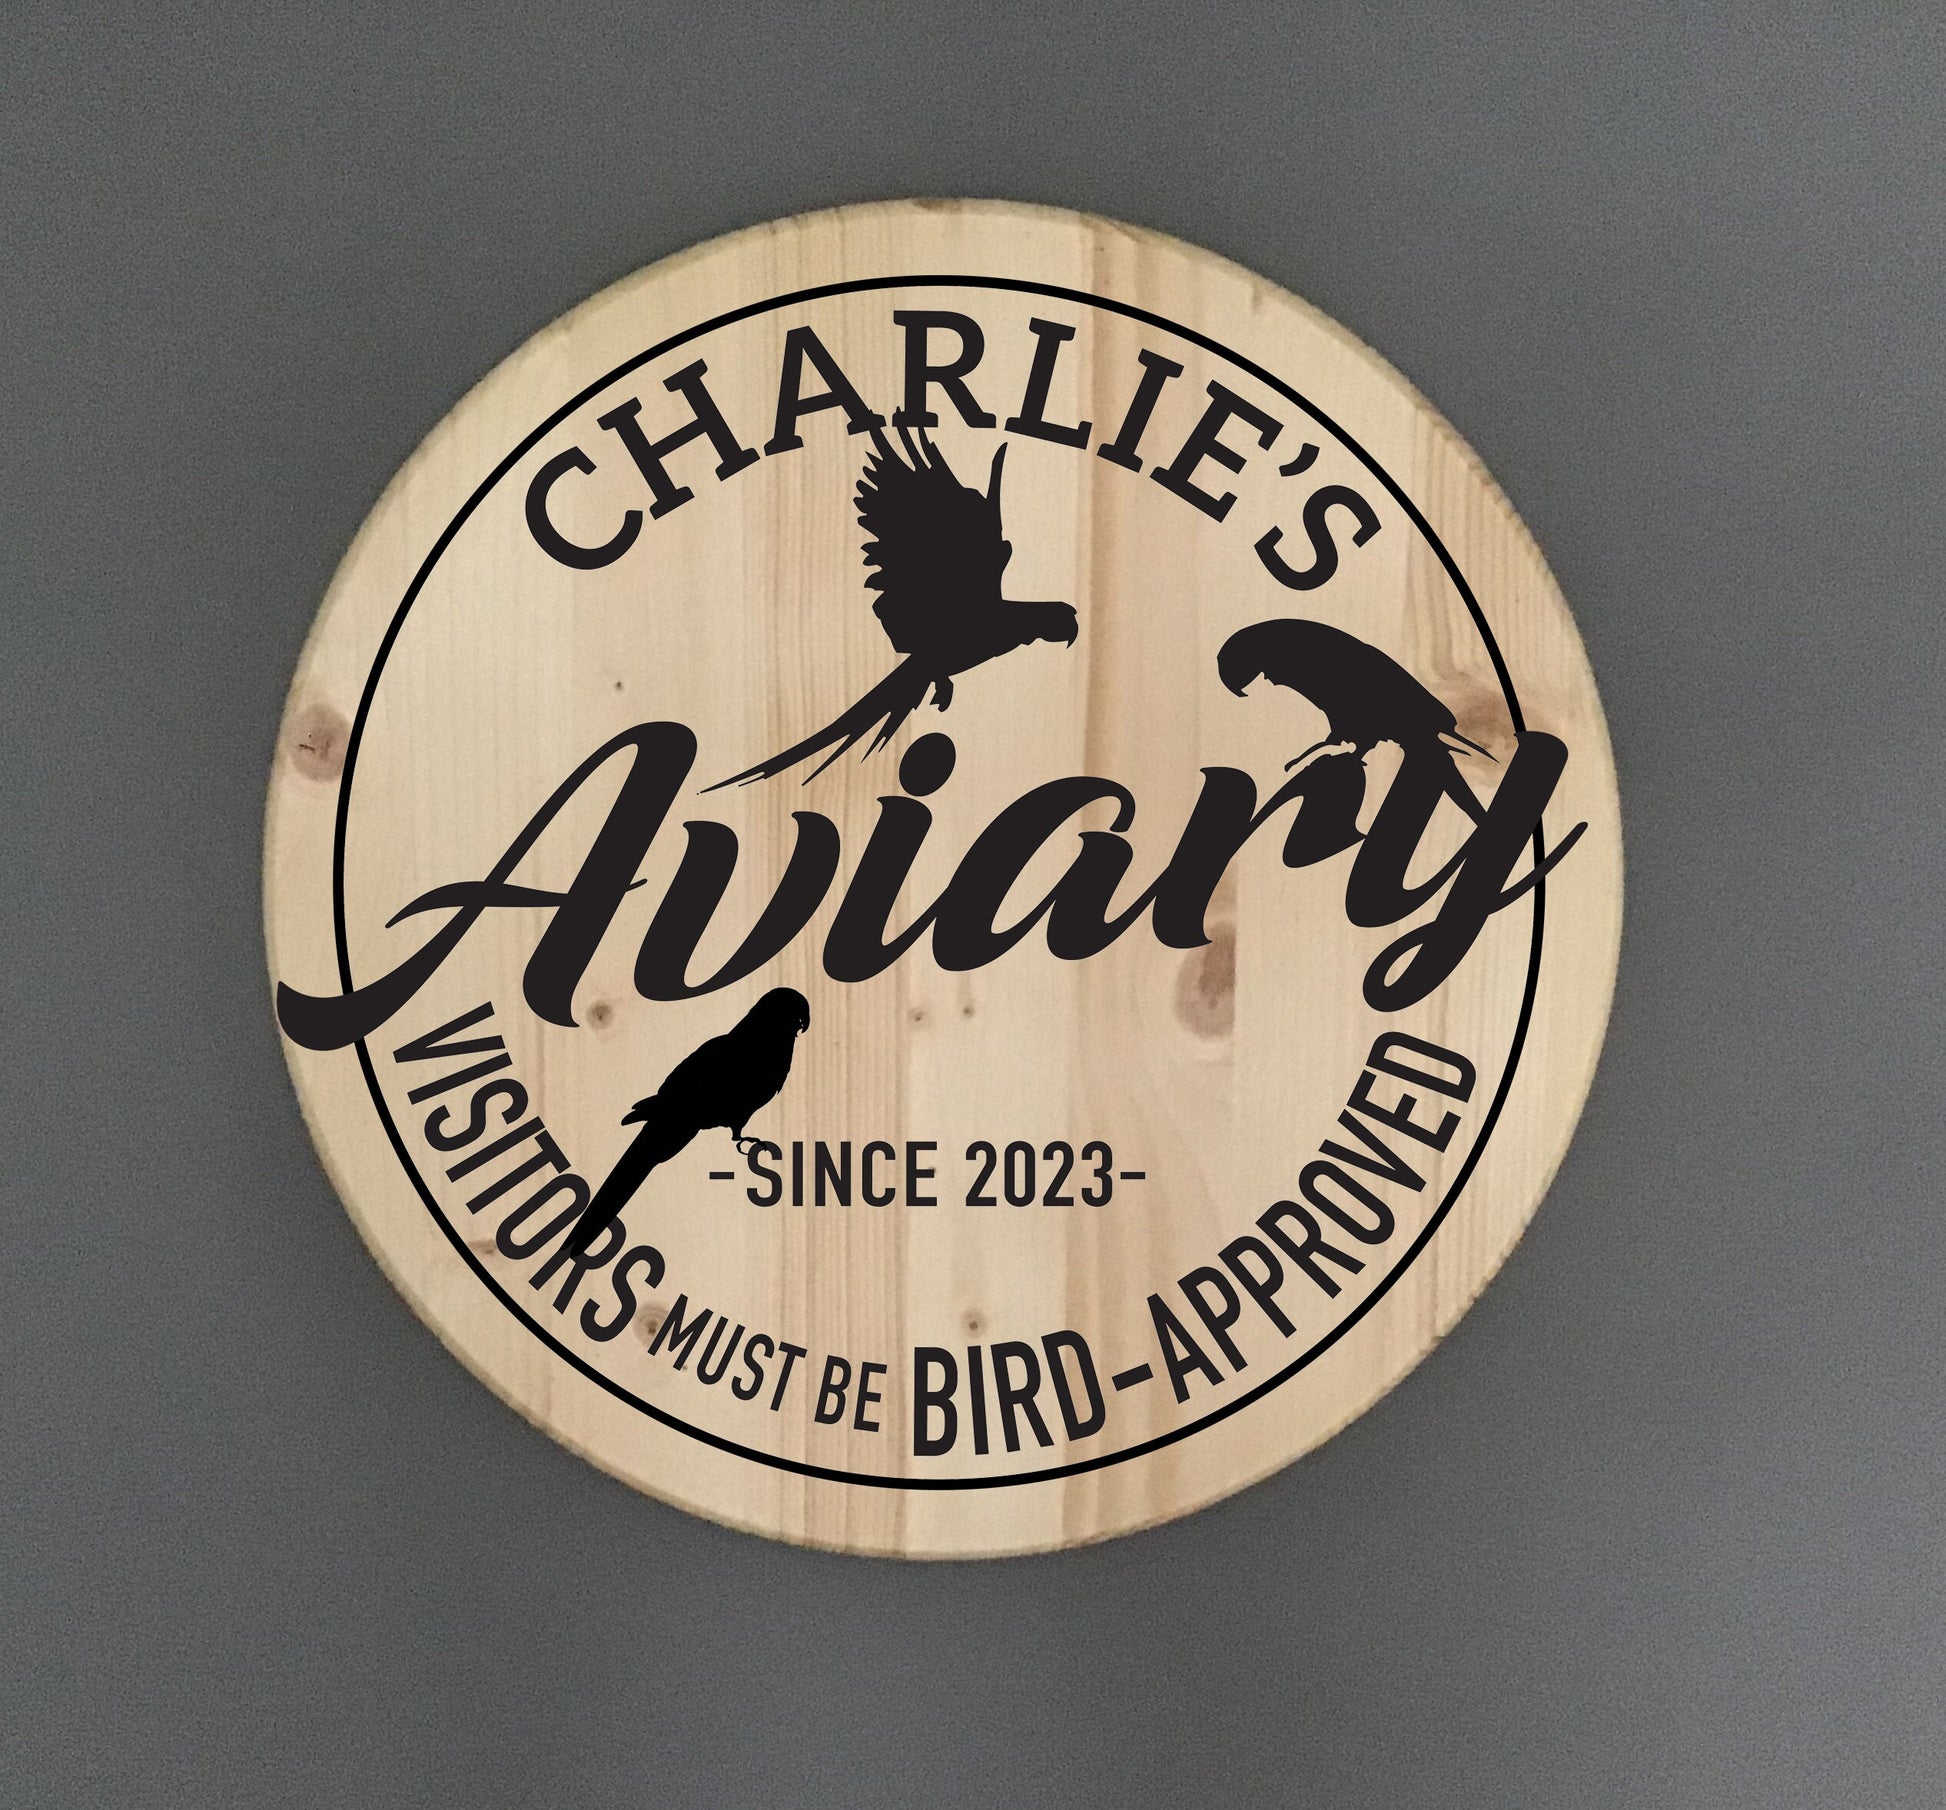 CHARLIE'S
Aviary
-SINCE 2023-
VISITORS MUST BE BIRD-APPROVED